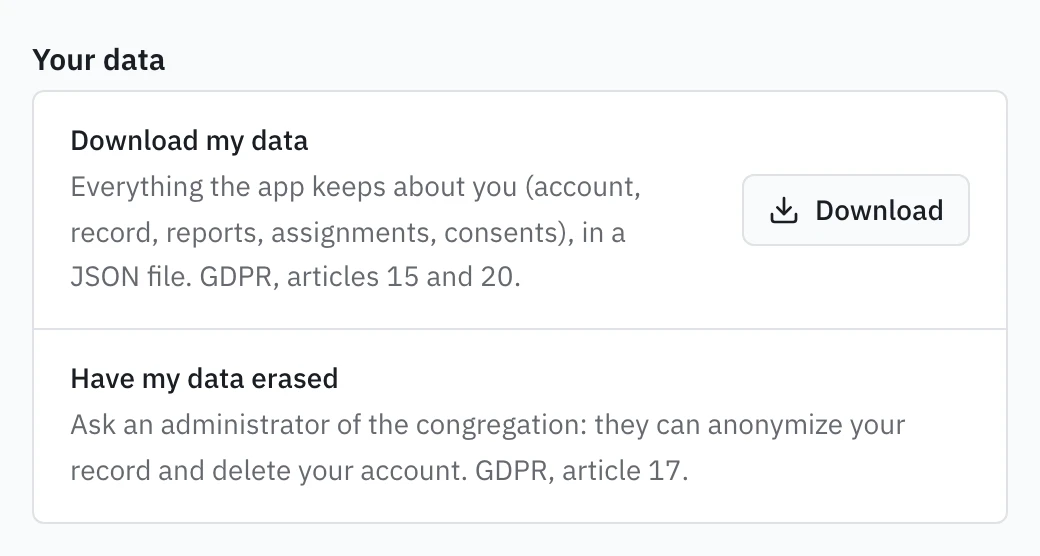 Your data
Download my data
Everything the app keeps about you (account,
record, reports, assignments, consents), in a
JSON file. GDPR, articles 15 and 20.
Download
Have my data erased
Ask an administrator of the congregation: they can anonymize your
record and delete your account. GDPR, article 17.